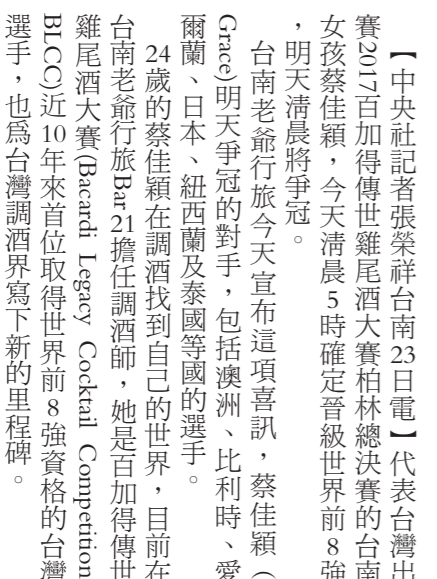 【中央社記者張榮祥台南23日電】代表台灣出
賽2017百加得傳世雞尾酒大賽柏林總決賽的台南
女孩蔡佳穎，今天清晨5時確定晉級世界前8強
，明天清晨將爭冠。
台南老爺行旅今天宣布這項喜訊，蔡佳穎（
Grace)明天爭冠的對手，包括澳洲、比利時、愛
爾蘭、日本、紐西蘭及泰國等國的選手。
24歲的蔡佳穎在調酒找到自己的世界，目前在
台南老爺行旅Bar 21擔任調酒師，她是百加得傳世
雞尾酒大賽(Bacardi Legacy Cocktail Competition
BLCC)近10年來首位取得世界前8強資格的台灣
選手，也為台灣調酒界寫下新的里程碑。